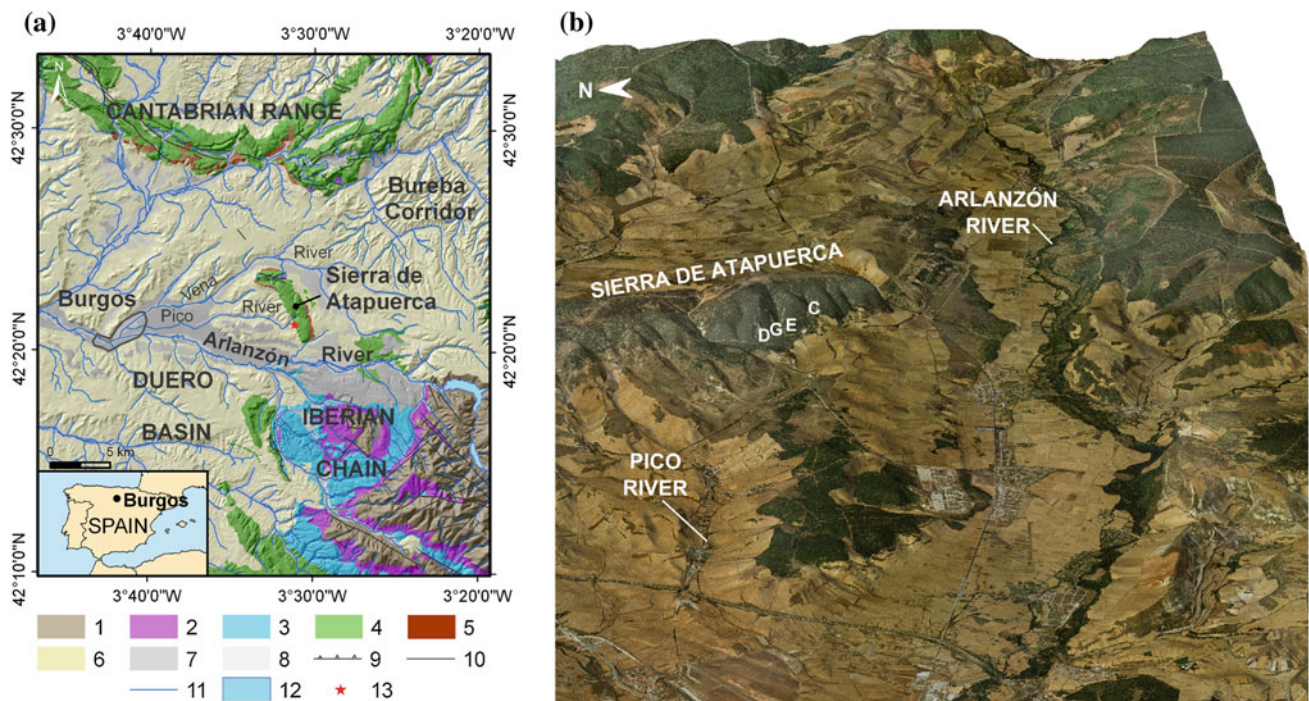 (a)
3°40'0"W
3°30'0"W
3°20'0"W
42°30'0"N
42°20'0"N
42°10'0"N
42°30'0"N
42°20'0"N
42°10'0"N
N
CANTABRIAN RANGE
Bureba
Corridor
River
Vena
Sierra de
Atapuerca
River
Pico
Burgos
Arlanzón
River
DUERO
BASIN
IBERIAN
CHAIN
0
5 km
Burgos
SPAIN
3°40'0"W
3°30'0"W
3°20'0"W
1
2
3
4
5
6
7
8
9
10
11
12
13
(b)
N
ARLANZÓN
RIVER
SIERRA DE ATAPUERCA
D G E C
PICO
RIVER